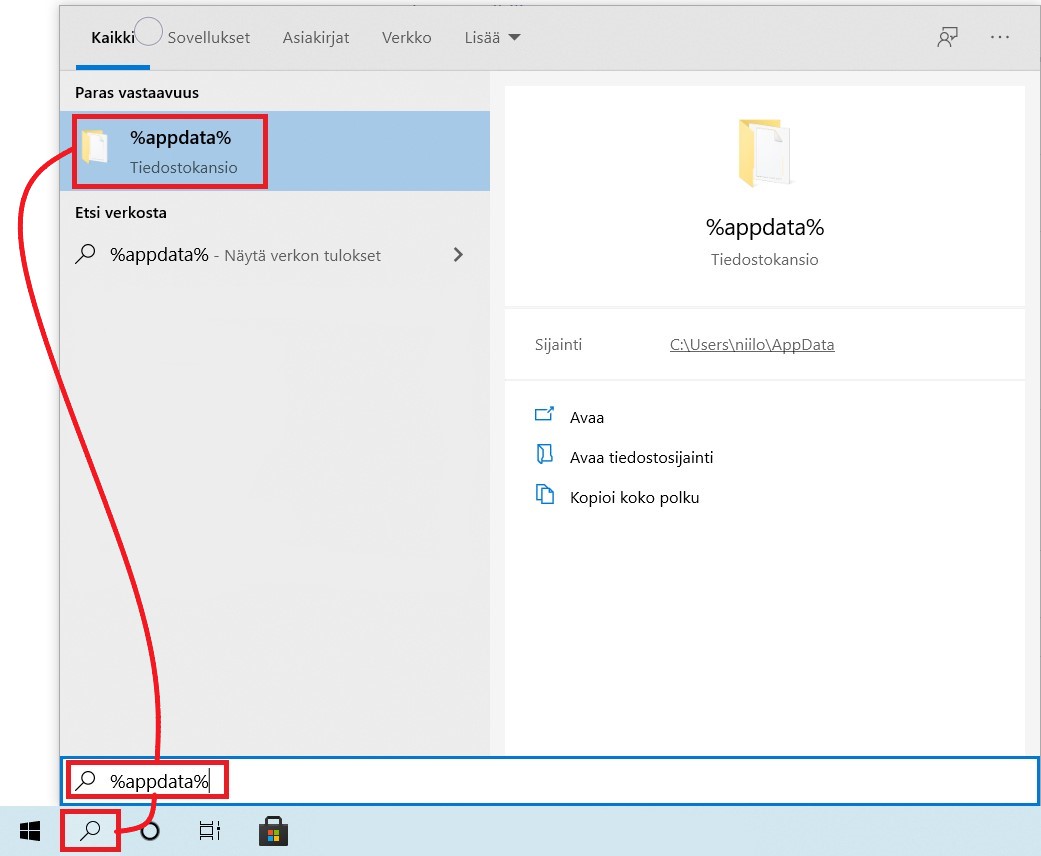 Kaikki Sovellukset Asiakirjat Verkko Lisää
Paras vastaavuus
%appdata%
Tiedostokansio
Etsi verkosta
%appdata% - Näytä verkon tulokset
%appdata%
Tiedostokansio
Sijainti C:\Users\niilo\AppData
Avaa
Avaa tiedostosijainti
Kopioi koko polku
%appdata%